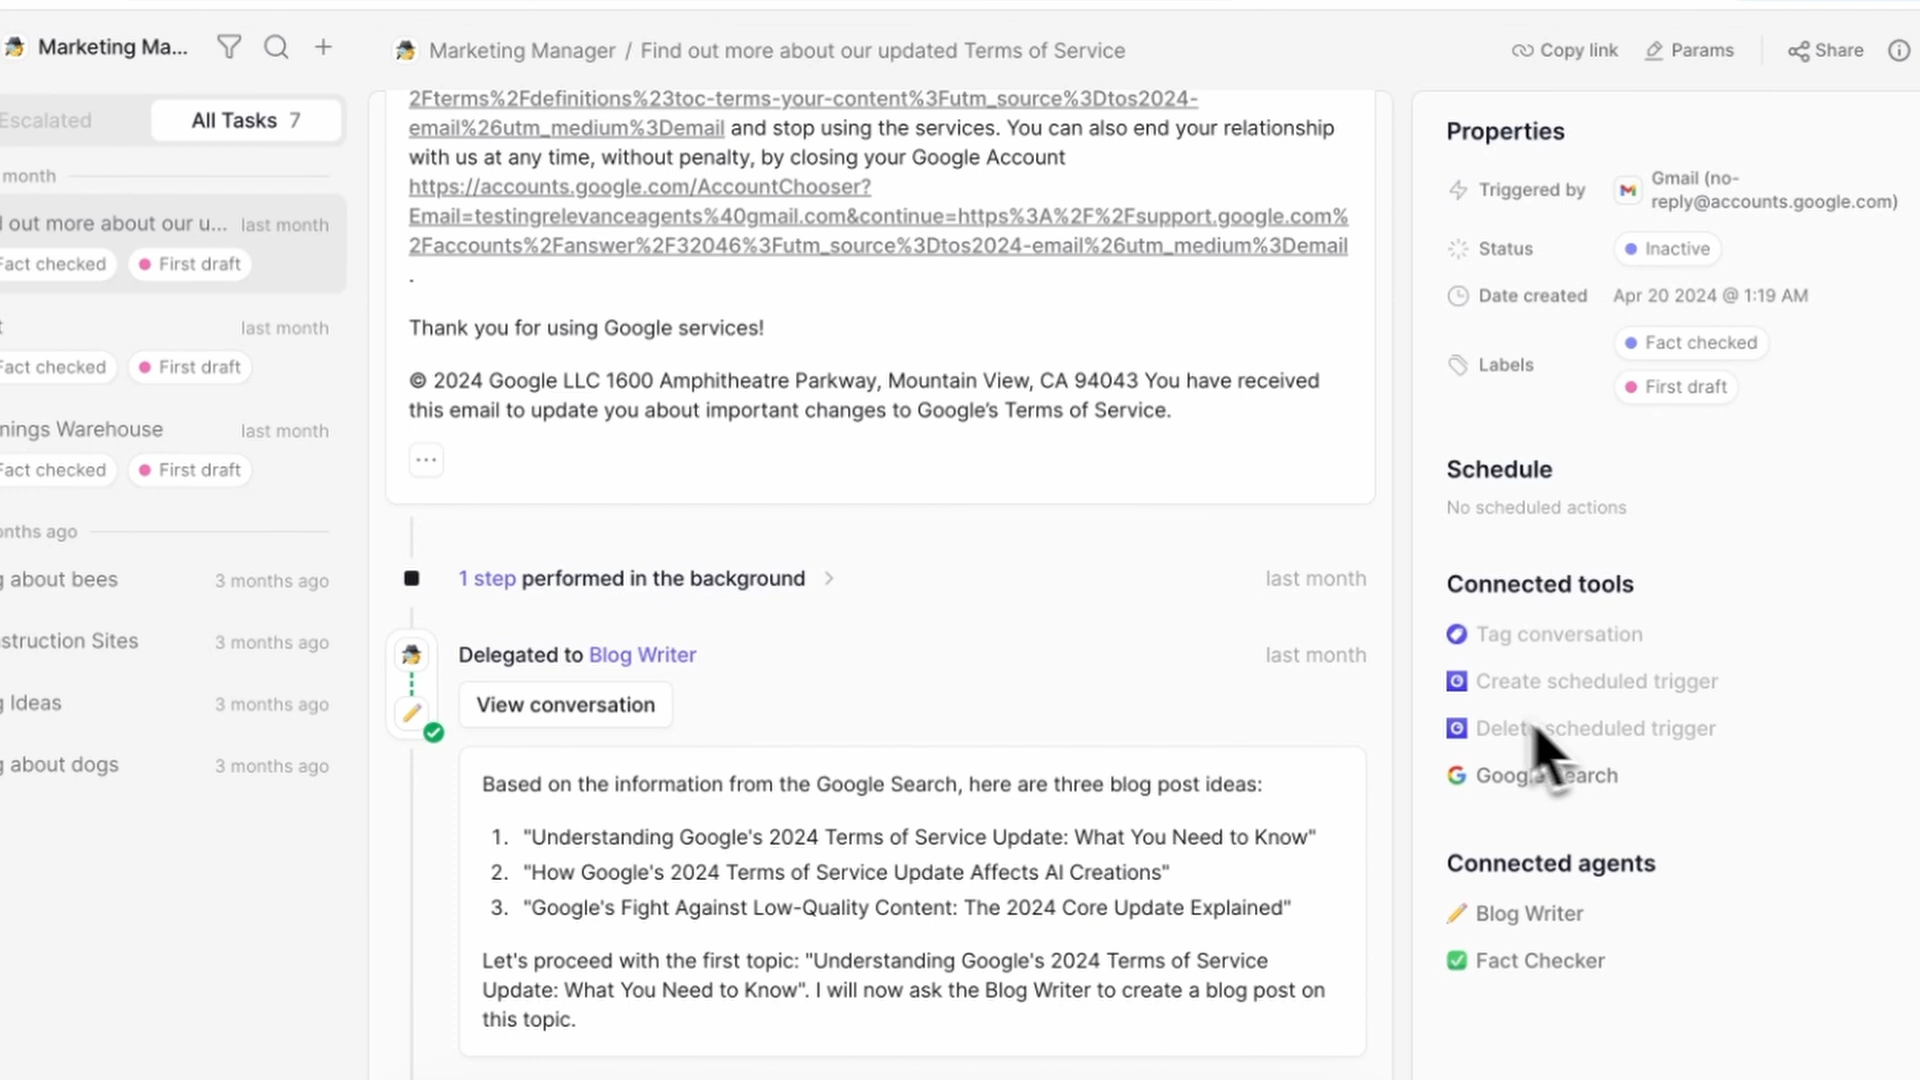 Marketing Ma...
Escalated
All Tasks 7
month
out more about our u... last month
Fact checked
First draft
last month
Fact checked
First draft
nings Warehouse last month
Fact checked
First draft
nths ago
about bees 3 months ago
struction Sites 3 months ago
Ideas 3 months ago
about dogs 3 months ago
Marketing Manager / Find out more about our updated Terms of Service
Copy link
Params
Share
2Fterms%2Fdefinitions%23toc-terms-your-content%3Futm_source%3Dtos2024-
email%26utm_medium%3Demail and stop using the services. You can also end your relationship
with us at any time, without penalty, by closing your Google Account
https://accounts.google.com/AccountChooser?
Email=testingrelevanceagents%40gmail.com&continue=https%3A%2F%2Fsupport.google.com%
2Faccounts%2Fanswer%2F32046%3Futm_source%3Dtos2024-email%26utm_medium%3Demail
.
Thank you for using Google services!
© 2024 Google LLC 1600 Amphitheatre Parkway, Mountain View, CA 94043 You have received
this email to update you about important changes to Google’s Terms of Service.
...
1 step performed in the background last month
Delegated to Blog Writer last month
View conversation
Based on the information from the Google Search, here are three blog post ideas:
1. "Understanding Google's 2024 Terms of Service Update: What You Need to Know"
2. "How Google's 2024 Terms of Service Update Affects AI Creations"
3. "Google's Fight Against Low-Quality Content: The 2024 Core Update Explained"
Let's proceed with the first topic: "Understanding Google's 2024 Terms of Service
Update: What You Need to Know". I will now ask the Blog Writer to create a blog post on
this topic.
Properties
Triggered by
Gmail (no-
reply@accounts.google.com)
Status
Inactive
Date created
Apr 20 2024 @ 1:19 AM
Labels
Fact checked
First draft
Schedule
No scheduled actions
Connected tools
Tag conversation
Create scheduled trigger
Delete scheduled trigger
Google Search
Connected agents
Blog Writer
Fact Checker